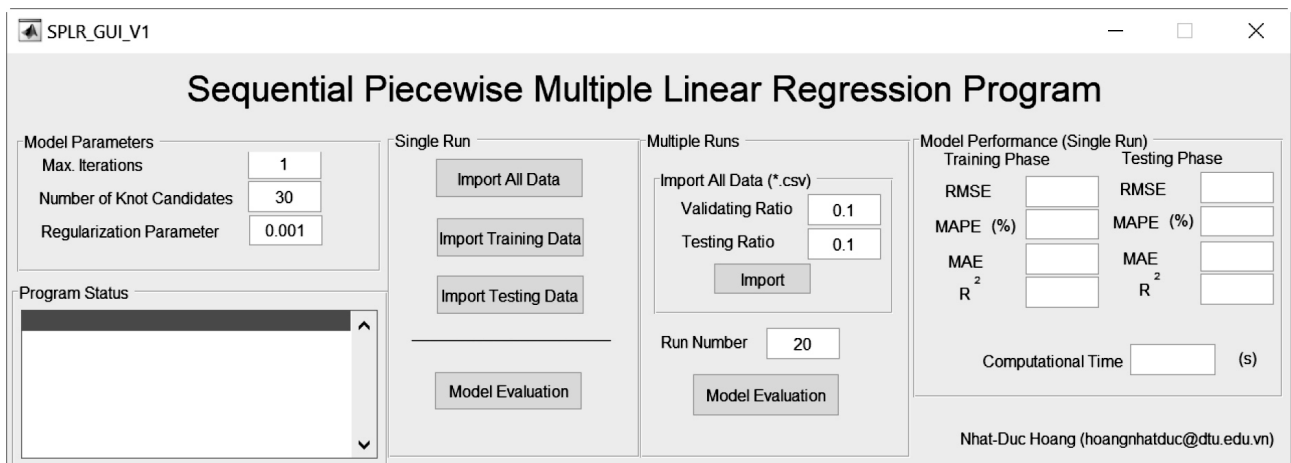 SPLR_GUI_V1
Sequential Piecewise Multiple Linear Regression Program
Model Parameters
Max. Iterations 1
Number of Knot Candidates 30
Regularization Parameter 0.001
Program Status
Single Run
Import All Data
Import Training Data
Import Testing Data
Model Evaluation
Multiple Runs
Import All Data (*.csv)
Validating Ratio 0.1
Testing Ratio 0.1
Import
Run Number 20
Model Evaluation
Model Performance (Single Run)
Training Phase Testing Phase
RMSE RMSE
MAPE (%) MAPE (%)
MAE MAE
R² R²
Computational Time (s)
Nhat-Duc Hoang (hoangnhatduc@dtu.edu.vn)